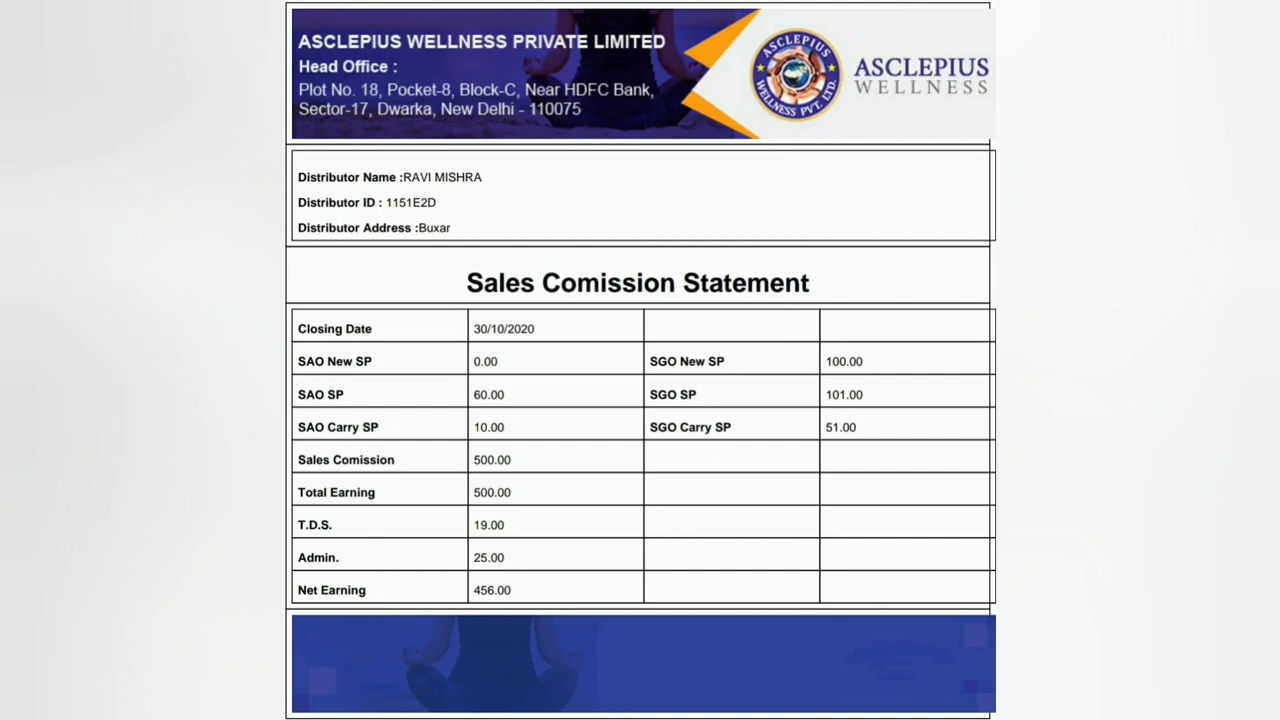 ASCLEPIUS WELLNESS PRIVATE LIMITED
Head Office :
Plot No. 18, Pocket-8, Block-C, Near HDFC Bank,
Sector-17, Dwarka, New Delhi - 110075
ASCLEPIUS
WELLNESS PVT. LTD.
ASCLEPIUS
WELLNESS
Distributor Name :RAVI MISHRA
Distributor ID : 1151E2D
Distributor Address :Buxar
Sales Comission Statement
Closing Date 30/10/2020
SAO New SP 0.00 SGO New SP 100.00
SAO SP 60.00 SGO SP 101.00
SAO Carry SP 10.00 SGO Carry SP 51.00
Sales Comission 500.00
Total Earning 500.00
T.D.S. 19.00
Admin. 25.00
Net Earning 456.00